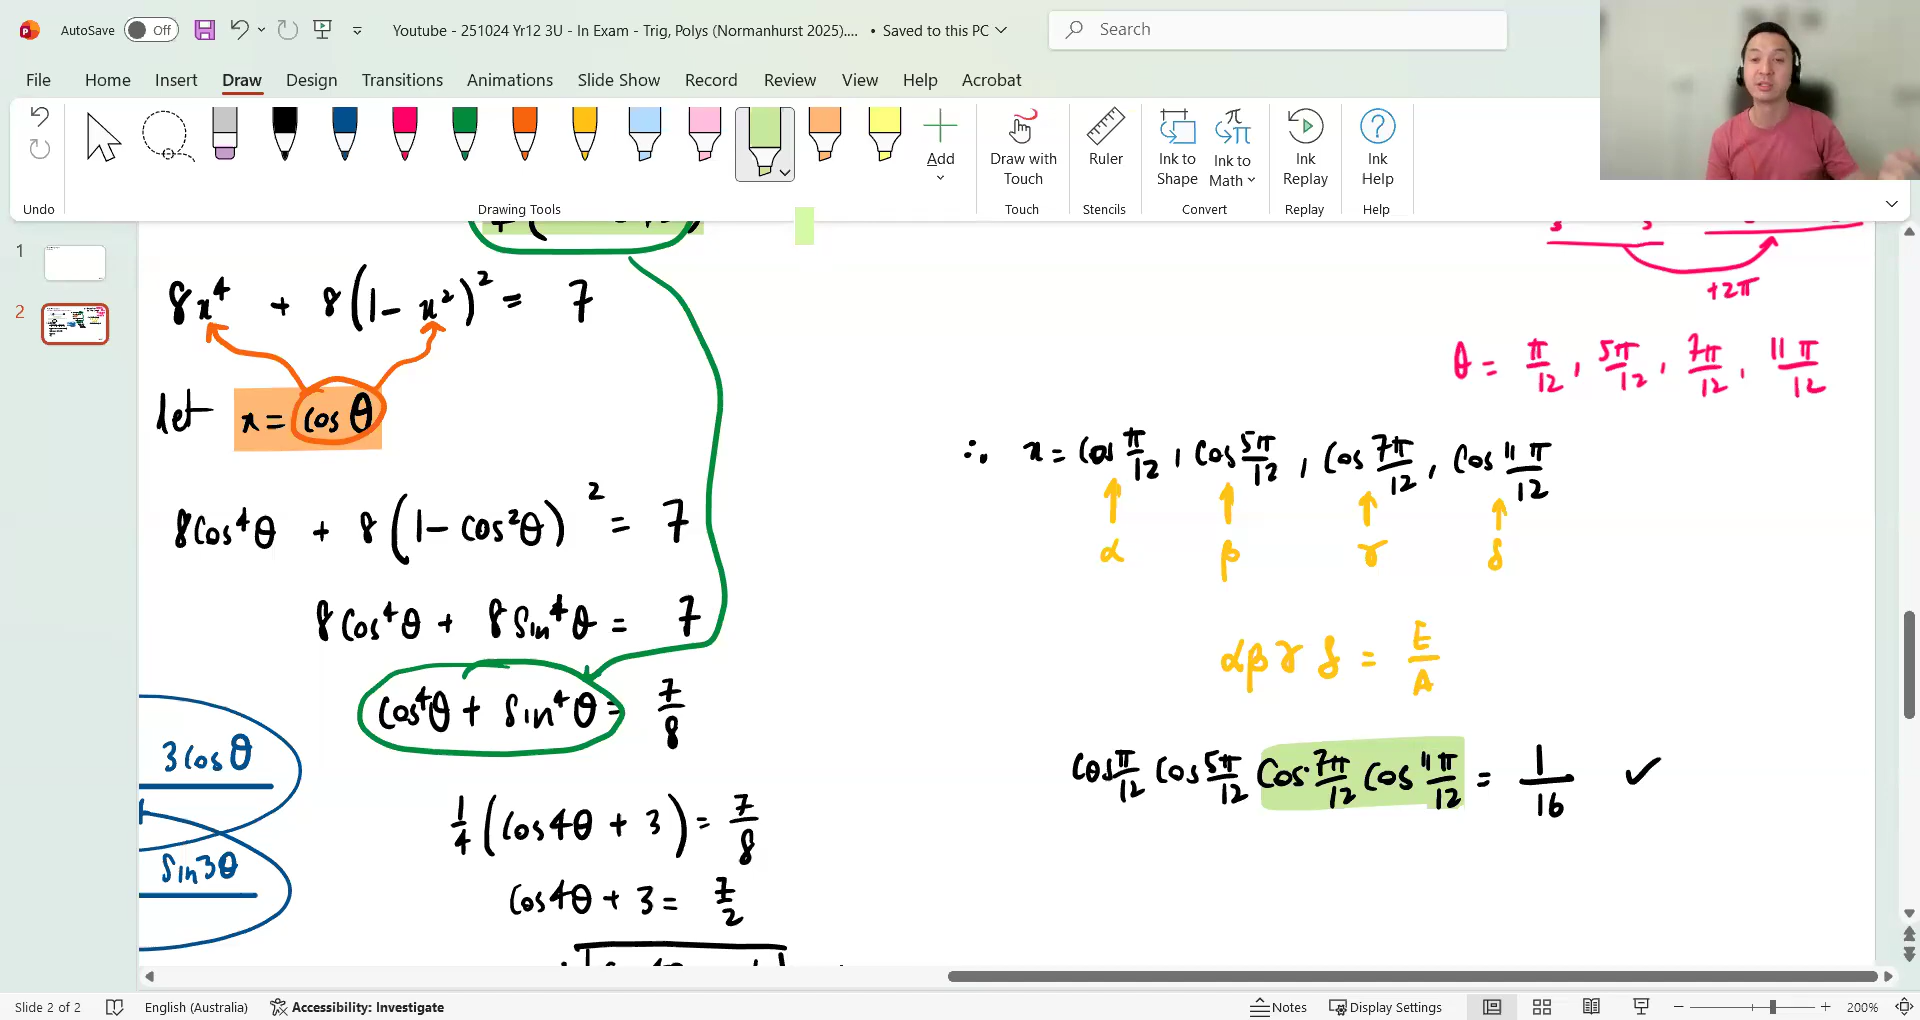 AutoSave Off
Youtube - 251024 Yr12 3U - In Exam - Trig, Polys (Normanhurst 2025).... • Saved to this PC
Search
File Home Insert Draw Design Transitions Animations Slide Show Record Review View Help Acrobat
Add
Draw with Touch
Ruler
Ink to Shape
Ink to Math
Ink Replay
Ink Help
Undo Drawing Tools Touch Stencils Convert Replay Help
1
2
8x⁴ + 8(1 - x²)² = 7
let x = cos θ
8cos⁴θ + 8(1 - cos²θ)² = 7
8cos⁴θ + 8sin⁴θ = 7
cos⁴θ + sin⁴θ = 7/8
1/4 (cos4θ + 3) = 7/8
cos4θ + 3 = 7/2
3cosθ
sin3θ
+2π
θ = π/12, 5π/12, 7π/12, 11π/12
∴ x = cos π/12, cos 5π/12, cos 7π/12, cos 11π/12
α β γ δ
αβγδ = E/A
cos π/12 cos 5π/12 cos 7π/12 cos 11π/12 = 1/16 ✓
Slide 2 of 2 English (Australia) Accessibility: Investigate Notes Display Settings 200%